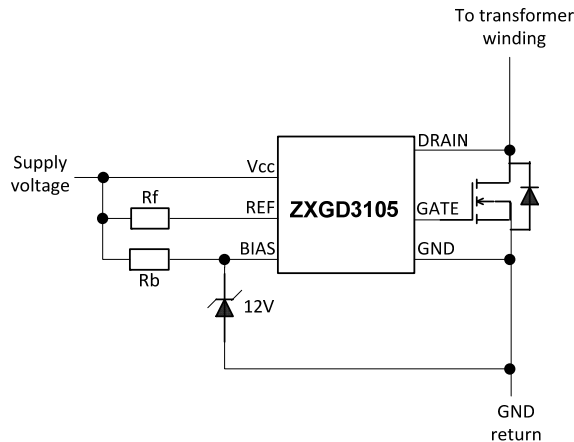 To transformer
winding
DRAIN
Supply
voltage
Vcc
Rf
REF
ZXGD3105
GATE
BIAS
GND
Rb
12V
GND
return